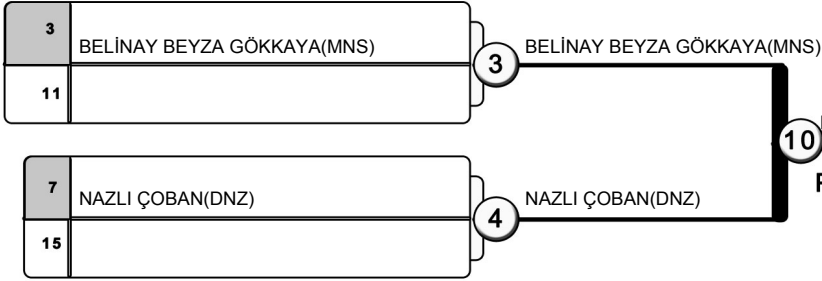 3
BELİNAY BEYZA GÖKKAYA(MNS)
11
3
BELİNAY BEYZA GÖKKAYA(MNS)
10
7
NAZLI ÇOBAN(DNZ)
15
4
NAZLI ÇOBAN(DNZ)